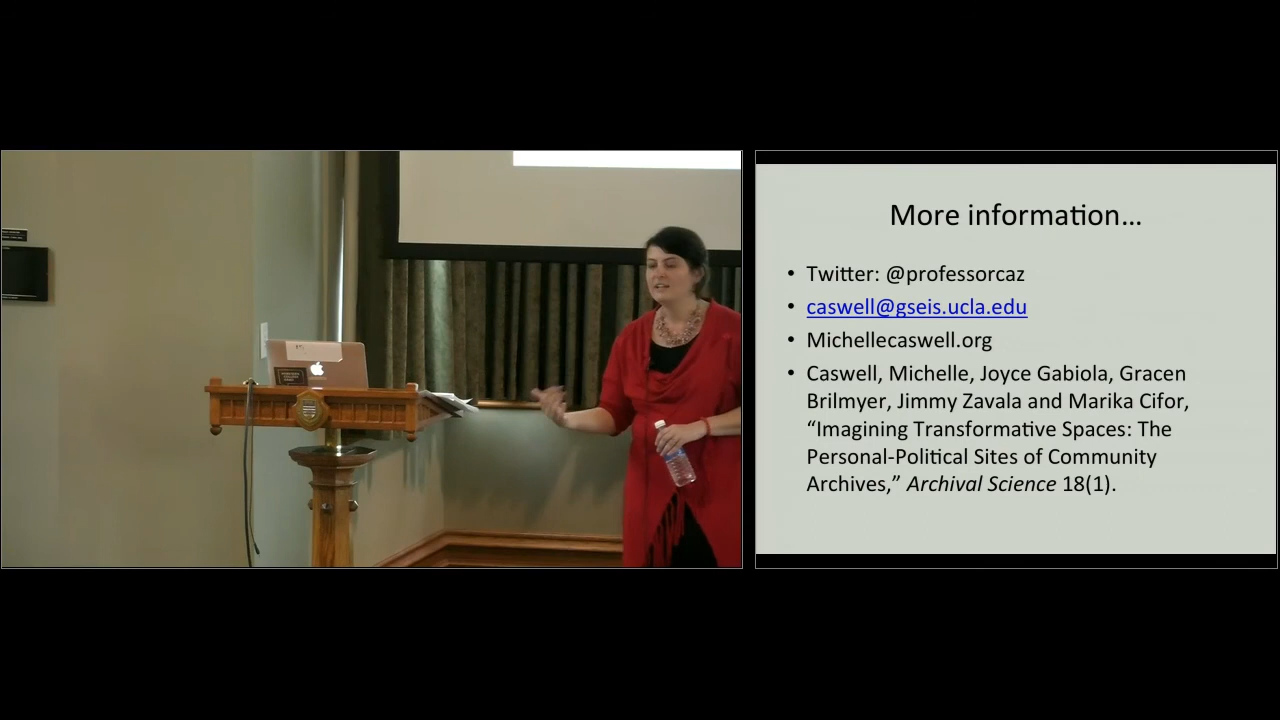 More information…
• Twitter: @professorcaz
• caswell@gseis.ucla.edu
• Michellecaswell.org
• Caswell, Michelle, Joyce Gabiola, Gracen
Brilmyer, Jimmy Zavala and Marika Cifor,
“Imagining Transformative Spaces: The
Personal-Political Sites of Community
Archives,” Archival Science 18(1).